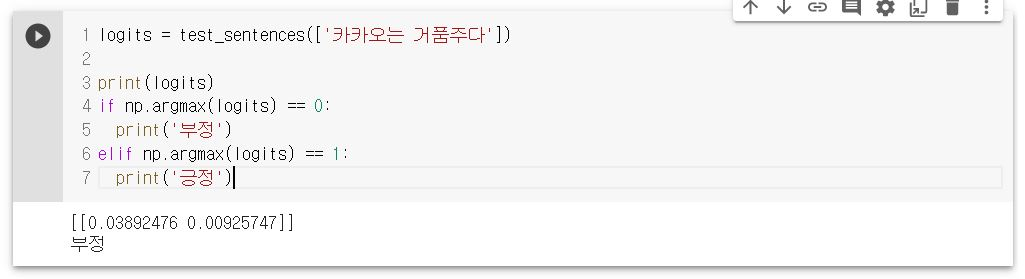 1 logits = test_sentences(['카카오는 거품주다'])
2
3 print(logits)
4 if np.argmax(logits) == 0:
5   print('부정')
6 elif np.argmax(logits) == 1:
7   print('긍정')
[[0.03892476 0.00925747]]
부정